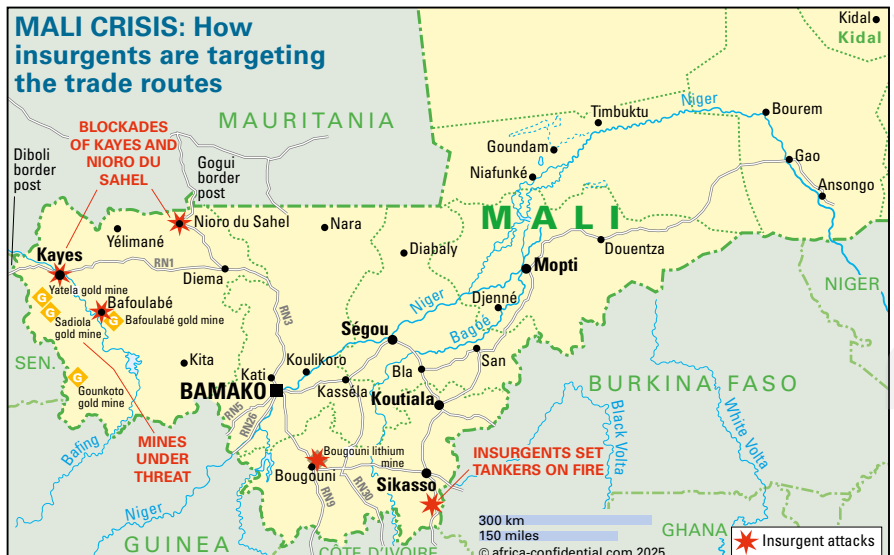 MALI CRISIS: How
insurgents are targeting
the trade routes
Kidal
Kidal
MAURITANIA
BLOCKADES
OF KAYES AND
NIORO DU
SAHEL
Diboli
border
post
Gogui
border
post
Timbuktu
Niger
Bourem
Goundam
Niafunké
Gao
Ansongo
MALI
Nioro du Sahel
Nara
Yélimané
Diabaly
Douentza
Kayes
RN1
Diema
Mopti
NIGER
Yatela gold mine
G
G
Bafoulabé
Sadiola
gold mine
G
Bafoulabé gold mine
RN3
Niger
Djenné
Ségou
Bagoé
SEN.
Kita
Koulikoro
Kati
Bla
San
BURKINA FASO
G
Gounkoto
gold mine
BAMAKO
Kasséla
Koutiala
RN5
RN26
Black Volta
White Volta
Bafing
MINES
UNDER
THREAT
Bougouni lithium
mine
Bougouni
INSURGENTS SET
TANKERS ON FIRE
Sikasso
RN9
RN30
Niger
300 km
150 miles
GUINEA
CÔTE D'IVOIRE
GHANA
© africa-confidential.com 2025
Insurgent attacks